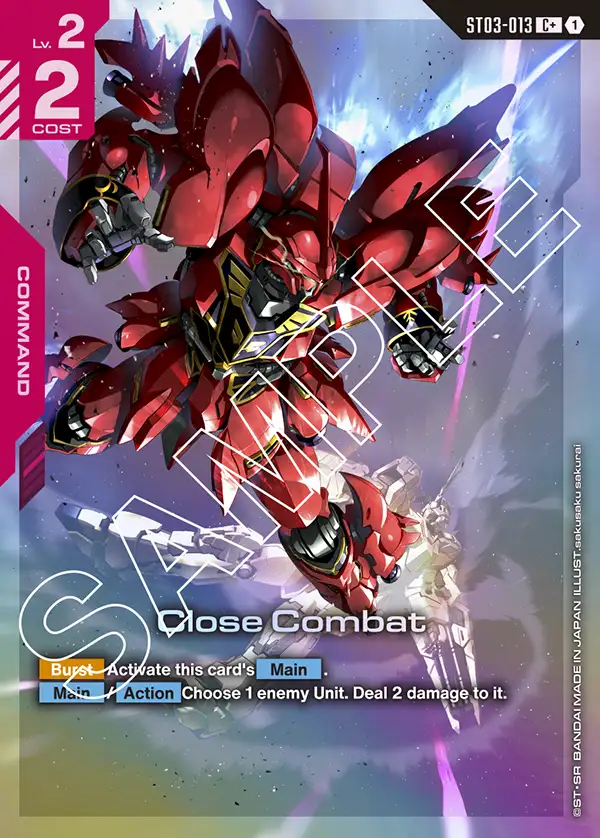 Lv. 2
2
COST
ST03-013 C+ 1
COMMAND
SAMPLE
Close Combat
Burst Activate this card's Main .
Main / Action Choose 1 enemy Unit. Deal 2 damage to it.
©ST・SR BANDAI MADE IN JAPAN ILLUST.sakusaku sakurai